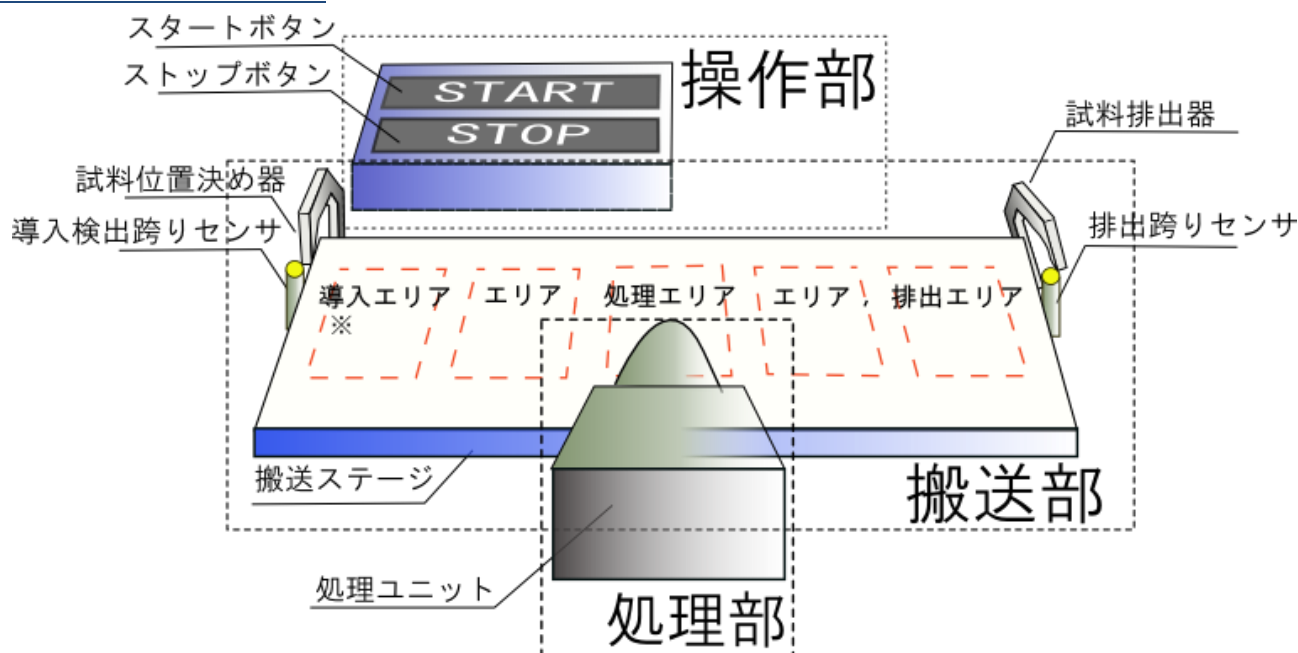 スタートボタン
ストップボタン
START
STOP
操作部
試料排出器
試料位置決め器
導入検出跨りセンサ
排出跨りセンサ
導入エリア
※
エリア
処理エリア
エリア
排出エリア
搬送ステージ
搬送部
処理ユニット
処理部